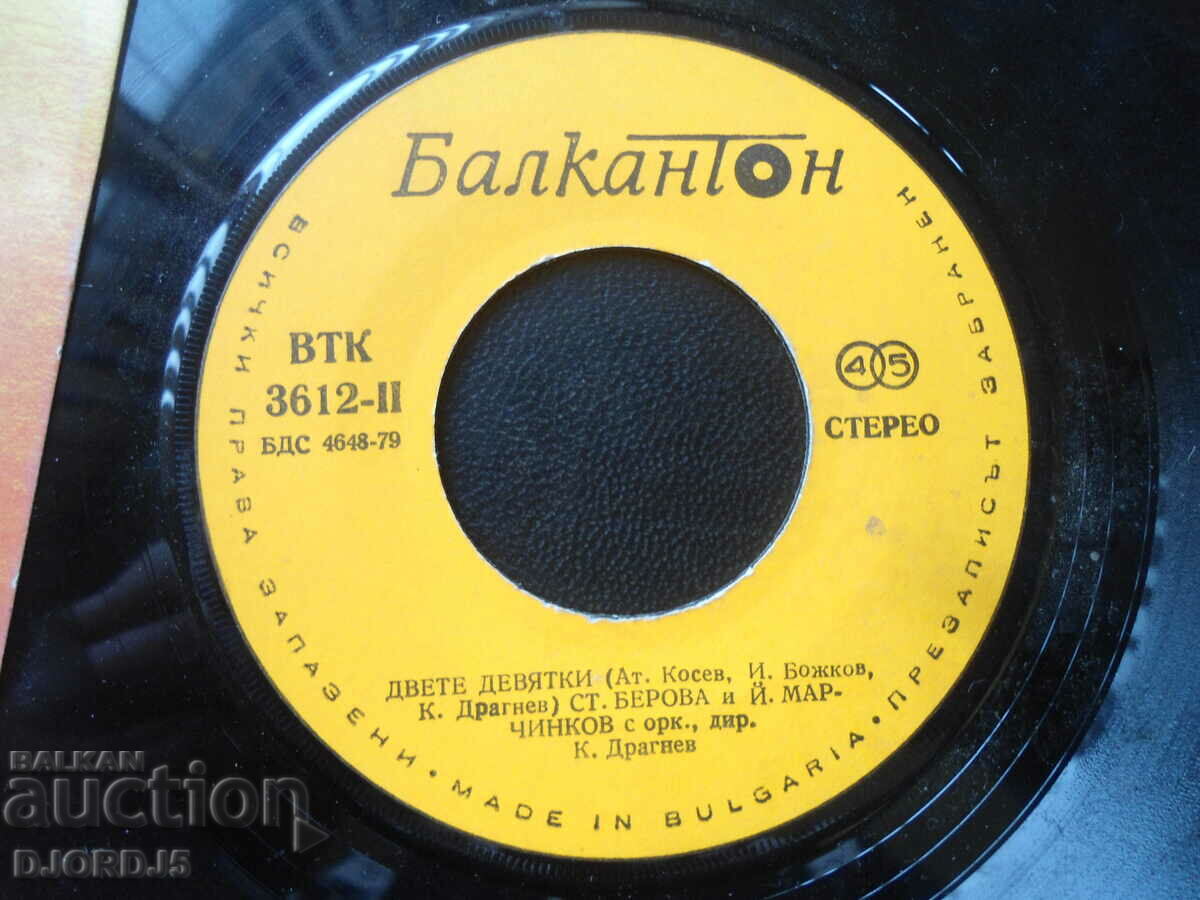 Балкантон
ВТК
3612-II
БДС 4648-79
45
СТЕРЕО
ДВЕТЕ ДЕВЯТКИ (Ат. Косев, И. Божков,
К. Драгнев) СТ. БЕРОВА и Й. МАР-
ЧИНКОВ с орк., дир.
К. Драгнев
ВСИЧКИ ПРАВА ЗАПАЗЕНИ • MADE IN BULGARIA • ПРЕЗАПИСЪТ ЗАБРАНЕН
BALKAN
auction
DJORDJ5